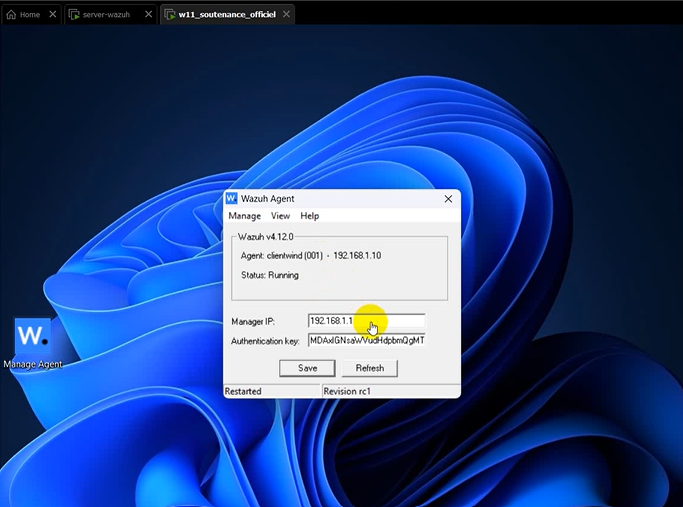 Home
server-wazuh
w11_soutenance_officiel
Wazuh Agent
Manage View Help
Wazuh v4.12.0
Agent: clientwind (001) - 192.168.1.10
Status: Running
Manager IP: 192.168.1.1
Authentication key:
Save Refresh
Restarted Revision rc1
W.
Manage Agent